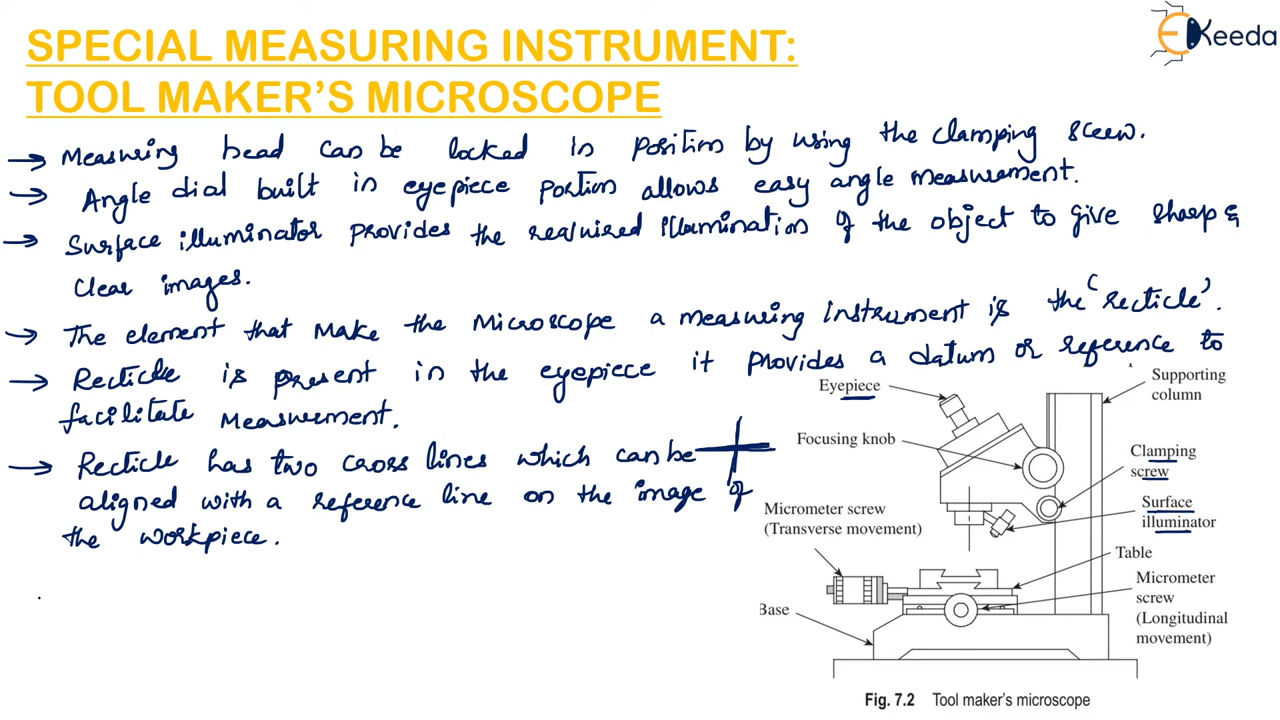 SPECIAL MEASURING INSTRUMENT:
TOOL MAKER'S MICROSCOPE
Keeda
→ Measuring head can be locked in position by using the clamping screw.
→ Angle dial built in eyepiece portion allows easy angle measurement.
→ Surface illuminator provides the required illumination of the object to give sharp &
clear images.
→ The element that make the Microscope a measuring instrument is the 'recticle'.
→ Recticle is present in the eyepiece it provides a datum or reference to
facilitate measurement.
→ Recticle has two cross lines which can be
aligned with a reference line on the image of
the workpiece.
Eyepiece
Supporting
column
Focusing knob
Clamping
screw
Micrometer screw
(Transverse movement)
Surface
illuminator
Table
Micrometer
screw
(Longitudinal
movement)
Base
Fig. 7.2 Tool maker's microscope